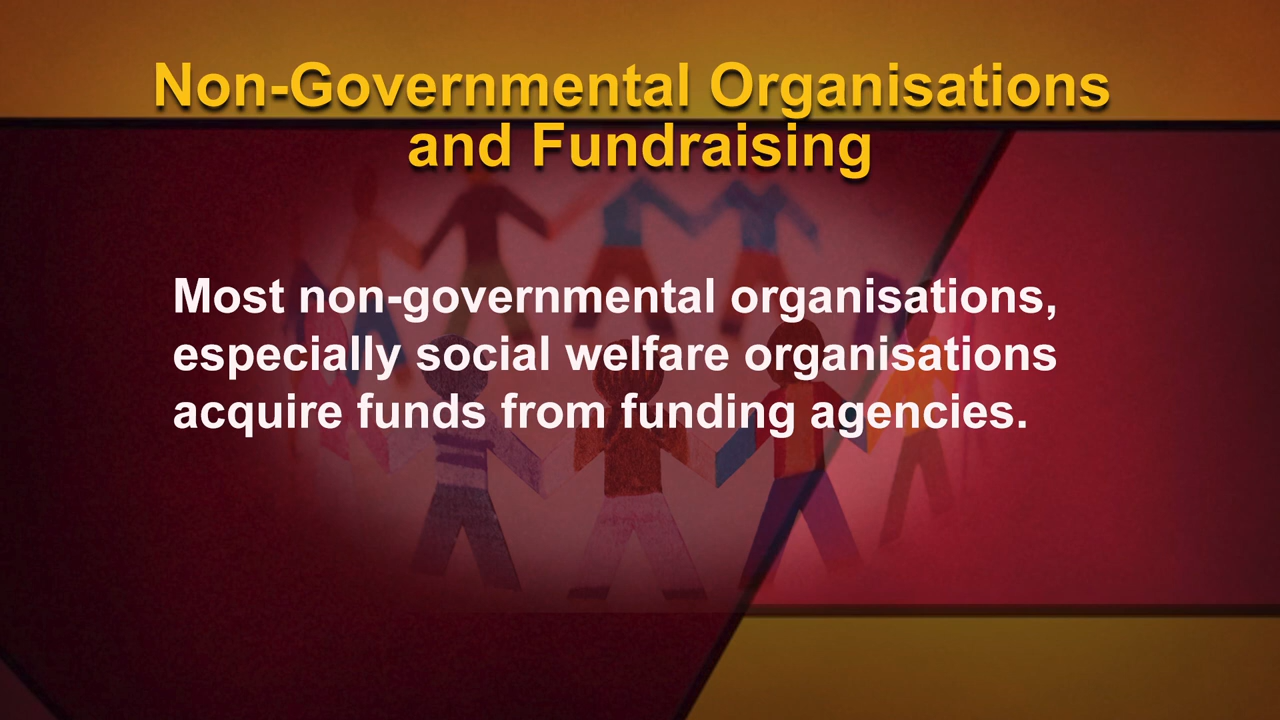 Non-Governmental Organisations
and Fundraising
Most non-governmental organisations,
especially social welfare organisations
acquire funds from funding agencies.